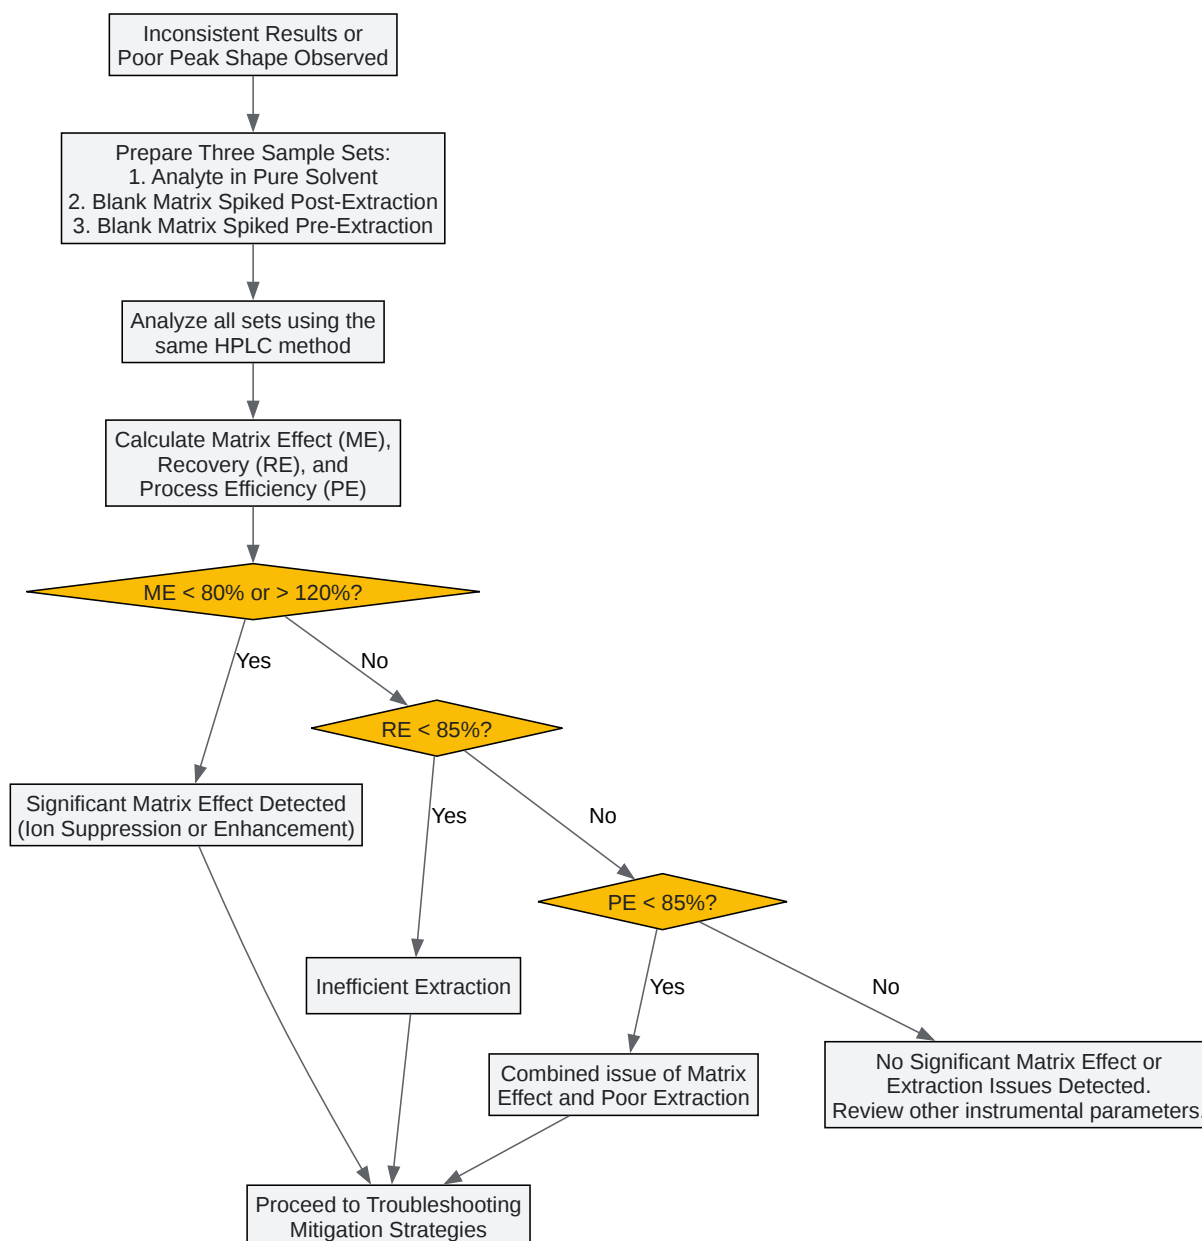 Inconsistent Results or
Poor Peak Shape Observed
Prepare Three Sample Sets:
1. Analyte in Pure Solvent
2. Blank Matrix Spiked Post-Extraction
3. Blank Matrix Spiked Pre-Extraction
Analyze all sets using the
same HPLC method
Calculate Matrix Effect (ME),
Recovery (RE), and
Process Efficiency (PE)
ME < 80% or > 120%?
Yes
No
RE < 85%?
Significant Matrix Effect Detected
(Ion Suppression or Enhancement)
Yes
No
PE < 85%?
Inefficient Extraction
Yes
No
Combined issue of Matrix
Effect and Poor Extraction
No Significant Matrix Effect or
Extraction Issues Detected.
Review other instrumental parameters.
Proceed to Troubleshooting
Mitigation Strategies